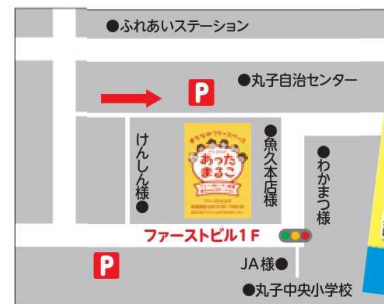 ●ふれあいステーション
●丸子自治センター
P
けんしん様●
あった
まるこ
●魚久本店様
●わかまつ様
ファーストビル1F
P
JA様●
●丸子中央小学校